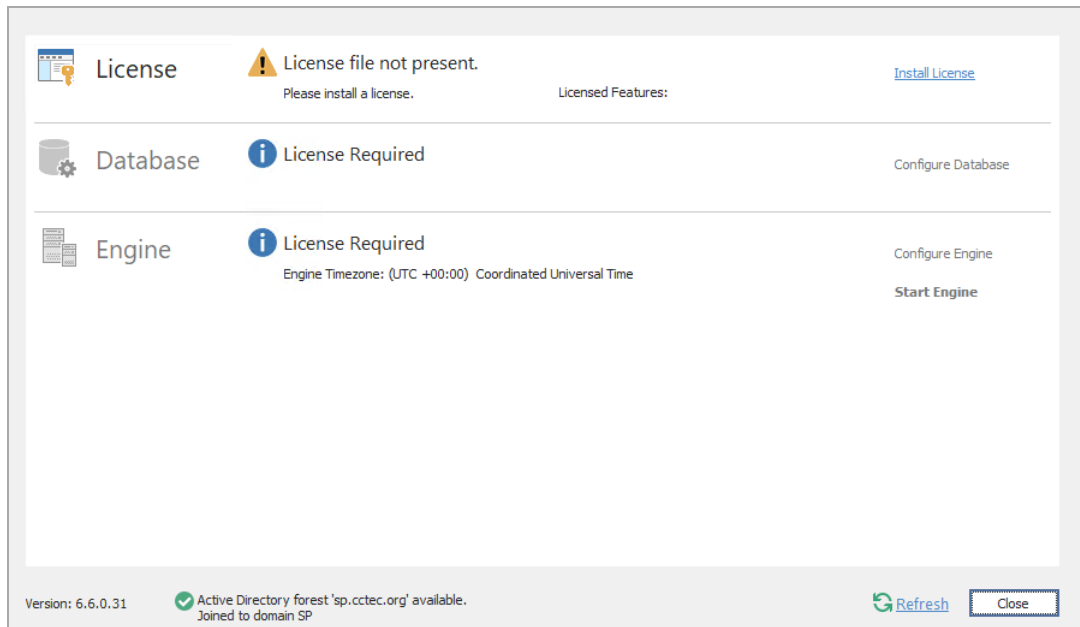 License
License file not present.
Please install a license.
Licensed Features:
Install License
Database
License Required
Configure Database
Engine
License Required
Engine Timezone: (UTC +00:00)  Coordinated Universal Time
Configure Engine
Start Engine
Version: 6.6.0.31
Active Directory forest 'sp.cctec.org' available.
Joined to domain SP
Refresh
Close